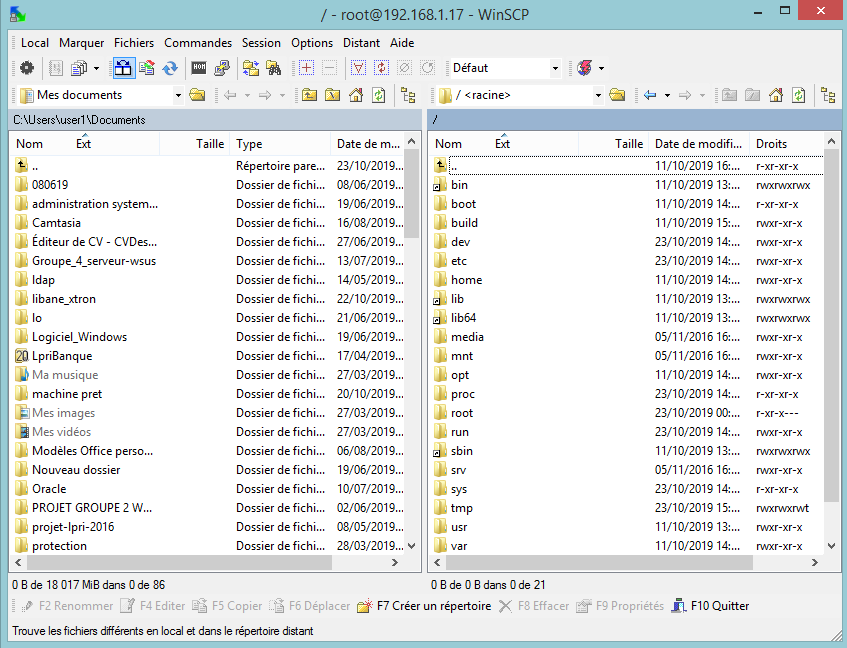 / - root@192.168.1.17 - WinSCP
Local Marquer Fichiers Commandes Session Options Distant Aide
Défaut
Mes documents / <racine>
C:\Users\user1\Documents /
Nom Ext Taille Type Date de m... Nom Ext Taille Date de modifi... Droits
.. Répertoire pare... 23/10/2019... .. 11/10/2019 16:... r-xr-xr-x
080619 Dossier de fichi... 08/06/2019... bin 11/10/2019 13:... rwxrwxrwx
administration system... Dossier de fichi... 19/06/2019... boot 11/10/2019 14:... r-xr-xr-x
Camtasia Dossier de fichi... 16/08/2019... build 11/10/2019 15:... rwxr-xr-x
Éditeur de CV - CVDes... Dossier de fichi... 27/06/2019... dev 23/10/2019 14:... rwxr-xr-x
Groupe_4_serveur-wsus Dossier de fichi... 13/07/2019... etc 23/10/2019 14:... rwxr-xr-x
ldap Dossier de fichi... 14/05/2019... home 11/10/2019 14:... rwxr-xr-x
libane_xtron Dossier de fichi... 22/10/2019... lib 11/10/2019 13:... rwxrwxrwx
lo Dossier de fichi... 21/06/2019... lib64 11/10/2019 13:... rwxrwxrwx
Logiciel_Windows Dossier de fichi... 19/06/2019... media 05/11/2016 16:... rwxr-xr-x
LpriBanque Dossier de fichi... 17/04/2019... mnt 05/11/2016 16:... rwxr-xr-x
Ma musique Dossier de fichi... 27/03/2019... opt 11/10/2019 14:... rwxr-xr-x
machine pret Dossier de fichi... 20/10/2019... proc 23/10/2019 14:... r-xr-xr-x
Mes images Dossier de fichi... 27/03/2019... root 23/10/2019 00:... r-xr-x---
Mes vidéos Dossier de fichi... 27/03/2019... run 23/10/2019 14:... rwxr-xr-x
Modèles Office perso... Dossier de fichi... 06/08/2019... sbin 11/10/2019 13:... rwxrwxrwx
Nouveau dossier Dossier de fichi... 19/06/2019... srv 05/11/2016 16:... rwxr-xr-x
Oracle Dossier de fichi... 10/07/2019... sys 23/10/2019 14:... r-xr-xr-x
PROJET GROUPE 2 W... Dossier de fichi... 02/06/2019... tmp 23/10/2019 15:... rwxrwxrwt
projet-lpri-2016 Dossier de fichi... 08/05/2019... usr 11/10/2019 13:... rwxr-xr-x
protection Dossier de fichi... 28/03/2019... var 11/10/2019 14:... rwxr-xr-x
0 B de 18 017 MiB dans 0 de 86 0 B de 0 B dans 0 de 21
F2 Renommer F4 Editer F5 Copier F6 Déplacer F7 Créer un répertoire F8 Effacer F9 Propriétés F10 Quitter
Trouve les fichiers différents en local et dans le répertoire distant